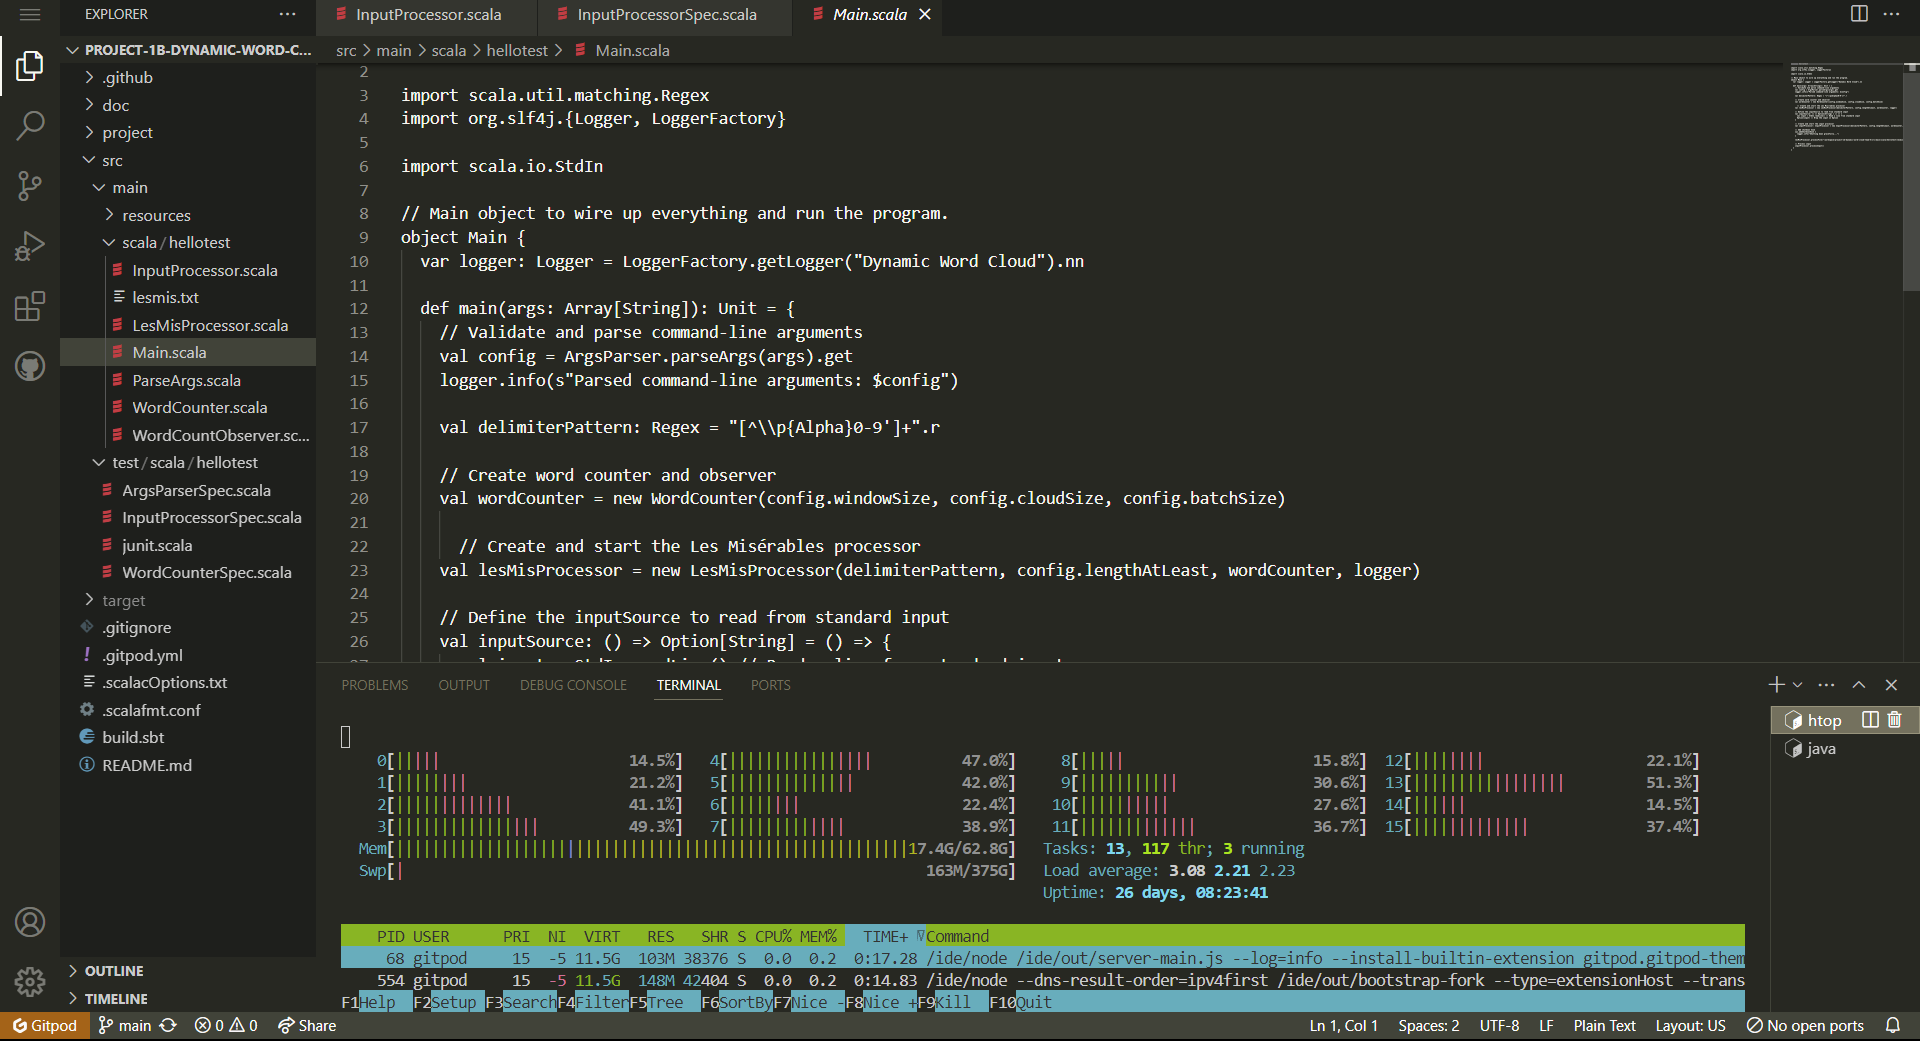 EXPLORER
InputProcessor.scala
InputProcessorSpec.scala
Main.scala
PROJECT-1B-DYNAMIC-WORD-C...
.github
doc
project
src
main
resources
scala / hellotest
InputProcessor.scala
lesmis.txt
LesMisProcessor.scala
Main.scala
ParseArgs.scala
WordCounter.scala
WordCountObserver.sc...
test / scala / hellotest
ArgsParserSpec.scala
InputProcessorSpec.scala
junit.scala
WordCounterSpec.scala
target
.gitignore
.gitpod.yml
.scalacOptions.txt
.scalafmt.conf
build.sbt
README.md
OUTLINE
TIMELINE
src > main > scala > hellotest > Main.scala
2
3 import scala.util.matching.Regex
4 import org.slf4j.{Logger, LoggerFactory}
5
6 import scala.io.StdIn
7
8 // Main object to wire up everything and run the program.
9 object Main {
10 var logger: Logger = LoggerFactory.getLogger("Dynamic Word Cloud").nn
11
12 def main(args: Array[String]): Unit = {
13 // Validate and parse command-line arguments
14 val config = ArgsParser.parseArgs(args).get
15 logger.info(s"Parsed command-line arguments: $config")
16
17 val delimiterPattern: Regex = "[^\\p{Alpha}0-9']+".r
18
19 // Create word counter and observer
20 val wordCounter = new WordCounter(config.windowSize, config.cloudSize, config.batchSize)
21
22 // Create and start the Les Misérables processor
23 val lesMisProcessor = new LesMisProcessor(delimiterPattern, config.lengthAtLeast, wordCounter, logger)
24
25 // Define the inputSource to read from standard input
26 val inputSource: () => Option[String] = () => {
PROBLEMS OUTPUT DEBUG CONSOLE TERMINAL PORTS
htop
java
0[||||| 14.5%] 4[|||||||||||||||| 47.0%] 8[||||| 15.8%] 12[|||||||| 22.1%]
1[|||||||| 21.2%] 5[|||||||||||||| 42.0%] 9[||||||||||| 30.6%] 13[||||||||||||||||| 51.3%]
2[||||||||||||| 41.1%] 6[|||||||| 22.4%] 10[|||||||||| 27.6%] 14[|||||| 14.5%]
3[|||||||||||||||| 49.3%] 7[||||||||||||| 38.9%] 11[||||||||||||| 36.7%] 15[||||||||||||| 37.4%]
Mem[||||||||||||||||||||||||||||||||||||||||||||||||||||||||||17.4G/62.8G] Tasks: 13, 117 thr; 3 running
Swp[| 163M/375G] Load average: 3.08 2.21 2.23
Uptime: 26 days, 08:23:41
PID USER PRI NI VIRT RES SHR S CPU% MEM% TIME+ Command
68 gitpod 15 -5 11.5G 103M 38376 S 0.0 0.2 0:17.28 /ide/node /ide/out/server-main.js --log=info --install-builtin-extension gitpod.gitpod-them
554 gitpod 15 -5 11.5G 148M 42404 S 0.0 0.2 0:14.83 /ide/node --dns-result-order=ipv4first /ide/out/bootstrap-fork --type=extensionHost --trans
F1Help F2Setup F3SearchF4FilterF5Tree F6SortByF7Nice -F8Nice +F9Kill F10Quit
Gitpod main 0 0 Share Ln 1, Col 1 Spaces: 2 UTF-8 LF Plain Text Layout: US No open ports